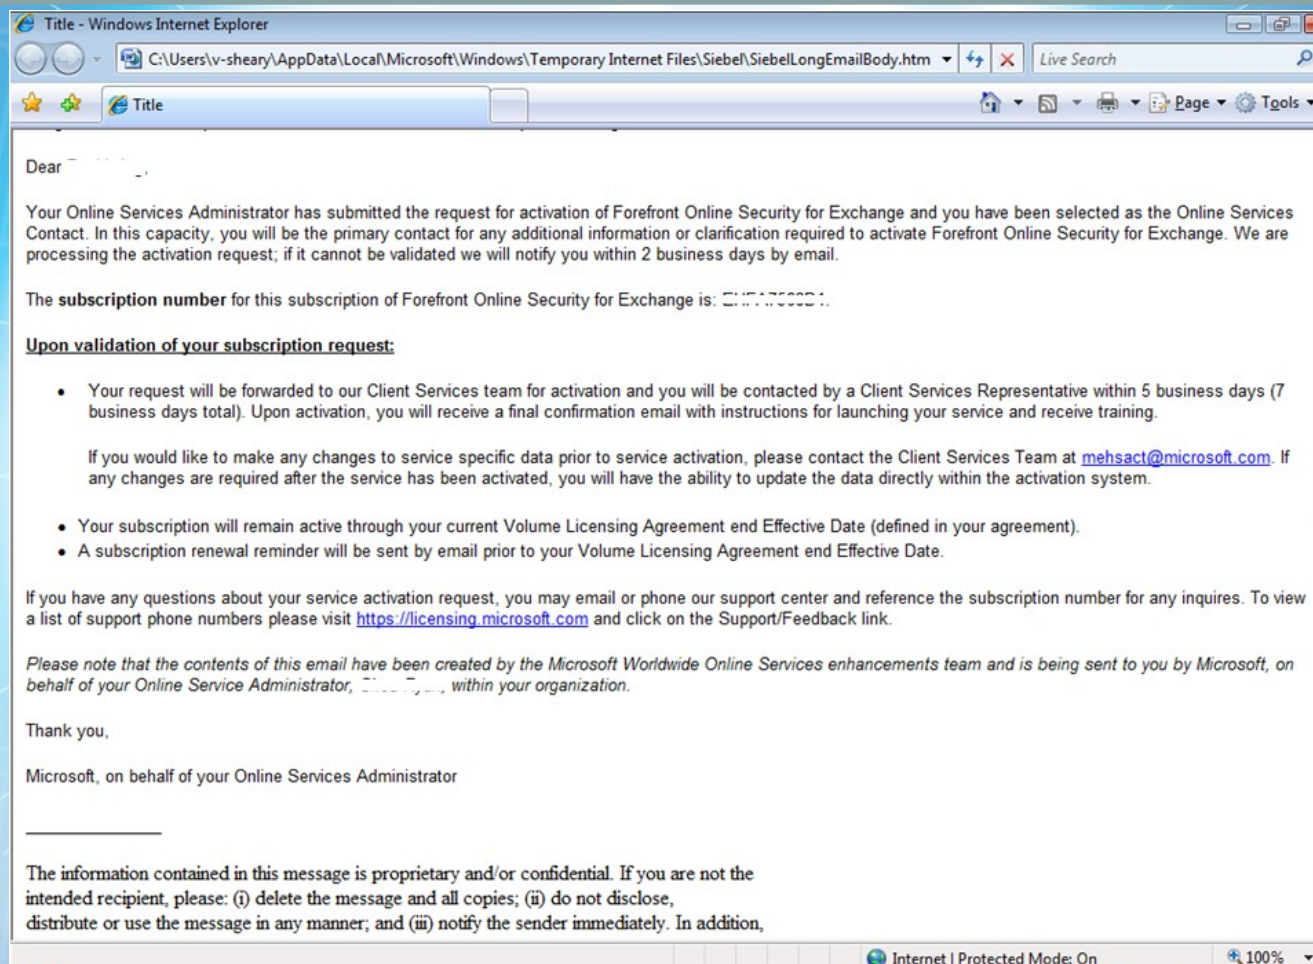 Title - Windows Internet Explorer
C:\Users\v-sheary\AppData\Local\Microsoft\Windows\Temporary Internet Files\Siebel\SiebelLongEmailBody.htm
Live Search
Title
Page
Tools
Dear
Your Online Services Administrator has submitted the request for activation of Forefront Online Security for Exchange and you have been selected as the Online Services
Contact. In this capacity, you will be the primary contact for any additional information or clarification required to activate Forefront Online Security for Exchange. We are
processing the activation request; if it cannot be validated we will notify you within 2 business days by email.
The subscription number for this subscription of Forefront Online Security for Exchange is:
Upon validation of your subscription request:
• Your request will be forwarded to our Client Services team for activation and you will be contacted by a Client Services Representative within 5 business days (7
business days total). Upon activation, you will receive a final confirmation email with instructions for launching your service and receive training.
If you would like to make any changes to service specific data prior to service activation, please contact the Client Services Team at mehsact@microsoft.com. If
any changes are required after the service has been activated, you will have the ability to update the data directly within the activation system.
• Your subscription will remain active through your current Volume Licensing Agreement end Effective Date (defined in your agreement).
• A subscription renewal reminder will be sent by email prior to your Volume Licensing Agreement end Effective Date.
If you have any questions about your service activation request, you may email or phone our support center and reference the subscription number for any inquires. To view
a list of support phone numbers please visit https://licensing.microsoft.com and click on the Support/Feedback link.
Please note that the contents of this email have been created by the Microsoft Worldwide Online Services enhancements team and is being sent to you by Microsoft, on
behalf of your Online Service Administrator, within your organization.
Thank you,
Microsoft, on behalf of your Online Services Administrator
The information contained in this message is proprietary and/or confidential. If you are not the
intended recipient, please: (i) delete the message and all copies; (ii) do not disclose,
distribute or use the message in any manner; and (iii) notify the sender immediately. In addition,
Internet | Protected Mode: On
100%